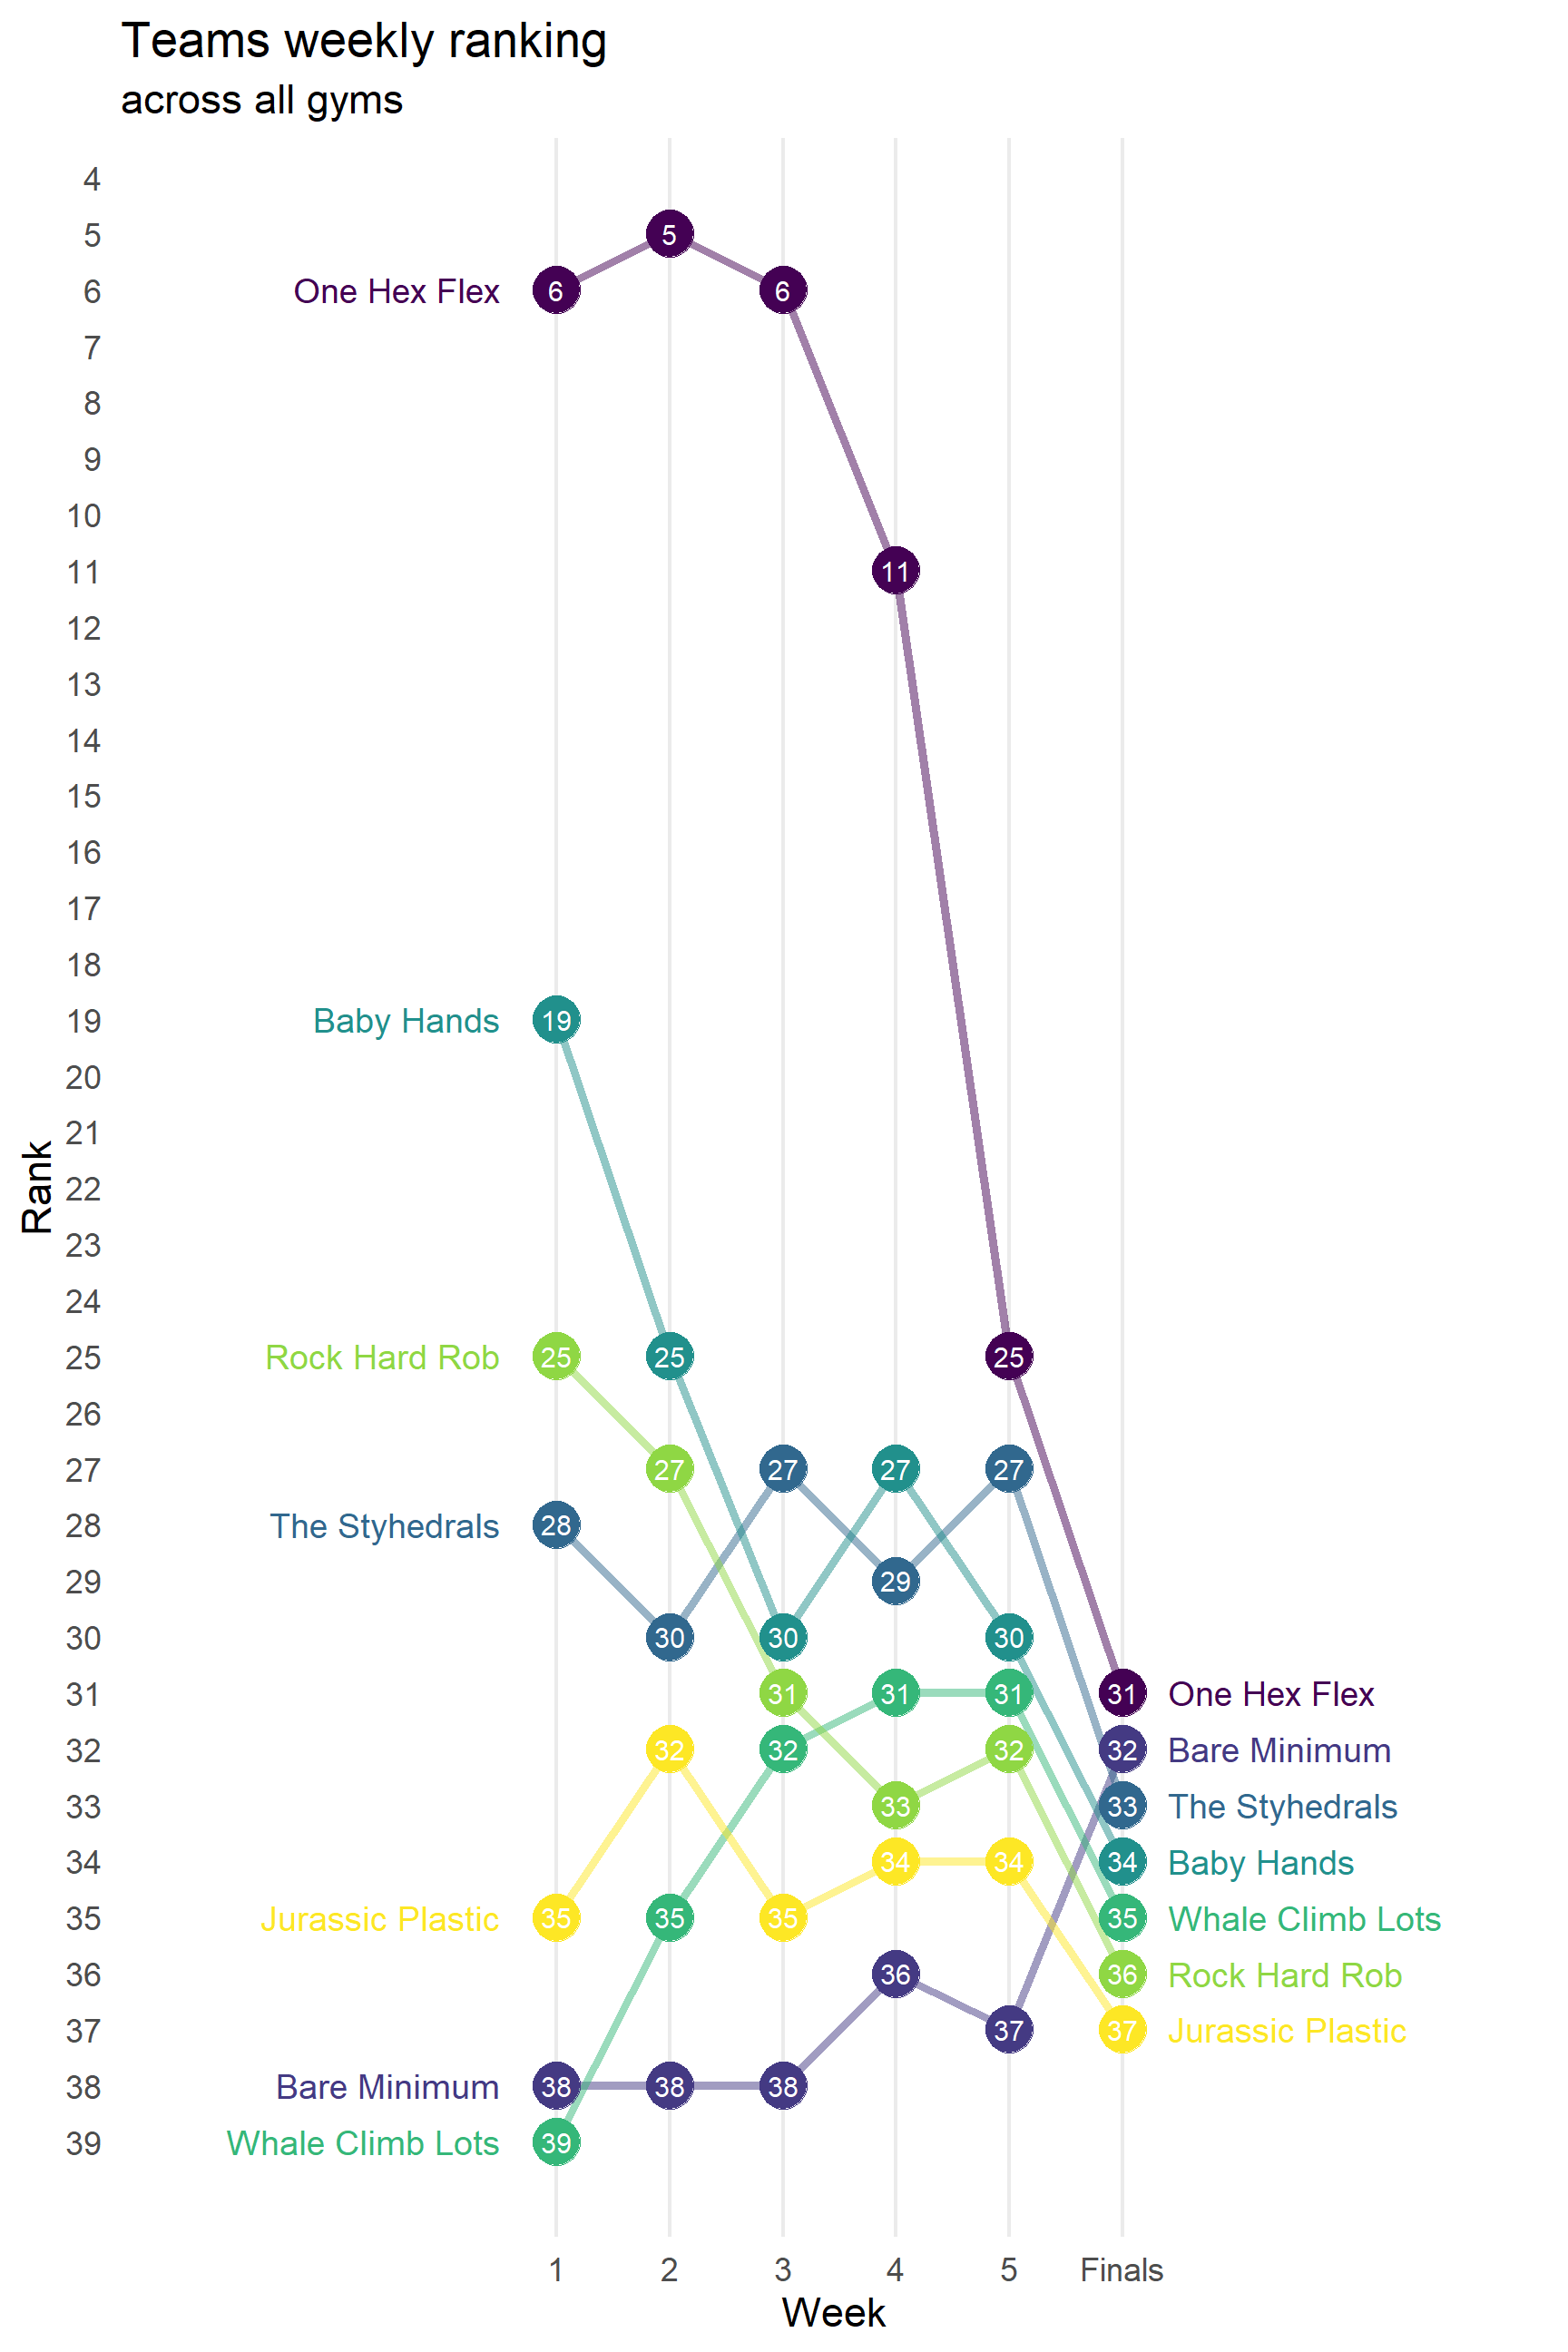 Teams weekly ranking
across all gyms
4
5 5
6 One Hex Flex 6 6
7
8
9
10
11 11
12
13
14
15
16
17
18
19 Baby Hands 19
20
21
Rank
22
23
24
25 Rock Hard Rob 25 25 25
26
27 27 27 27 27
28 The Styhedrals 28
29 29
30 30 30 30
31 31 31 31 31 One Hex Flex
32 32 32 32 32 Bare Minimum
33 33 33 The Styhedrals
34 34 34 34 Baby Hands
35 Jurassic Plastic 35 35 35 35 Whale Climb Lots
36 36 36 Rock Hard Rob
37 37 37 Jurassic Plastic
38 Bare Minimum 38 38 38
39 Whale Climb Lots 39
1 2 3 4 5 Finals
Week